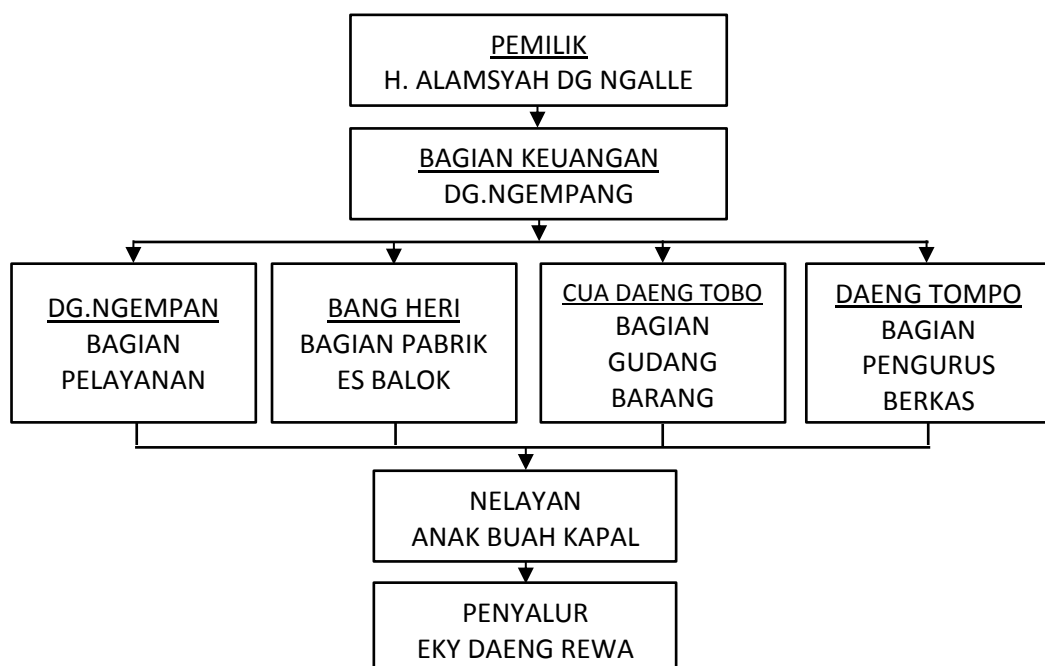 PEMILIK
H. ALAMSYAH DG NGALLE
BAGIAN KEUANGAN
DG.NGEMPANG
DG.NGEMPAN
BAGIAN
PELAYANAN
BANG HERI
BAGIAN PABRIK
ES BALOK
CUA DAENG TOBO
BAGIAN
GUDANG
BARANG
DAENG TOMPO
BAGIAN
PENGURUS
BERKAS
NELAYAN
ANAK BUAH KAPAL
PENYALUR
EKY DAENG REWA